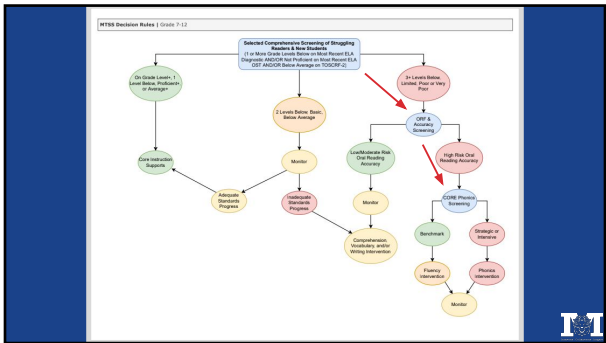 MTSS Decision Rules | Grade 7-12
Selected Comprehensive Screening of Struggling
Readers & New Students
(1 or More Grade Levels Below on Most Recent ELA
Diagnostic AND/OR Not Proficient on Most Recent ELA
OST AND/OR Below Average on TOSCRF-2)
On Grade Level+, 1
Level Below, Proficient+,
or Average+
2 Levels Below: Basic,
Below Average
3+ Levels Below,
Limited, Poor or Very
Poor
ORF &
Accuracy
Screening
Core Instruction
Supports
Monitor
Low/Moderate Risk
Oral Reading
Accuracy
High Risk Oral
Reading Accuracy
Adequate
Standards
Progress
Inadequate
Standards
Progress
Monitor
CORE Phonics
Screening
Comprehension,
Vocabulary, and/or
Writing Intervention
Benchmark
Strategic or
Intensive
Fluency
Intervention
Phonics
Intervention
Monitor